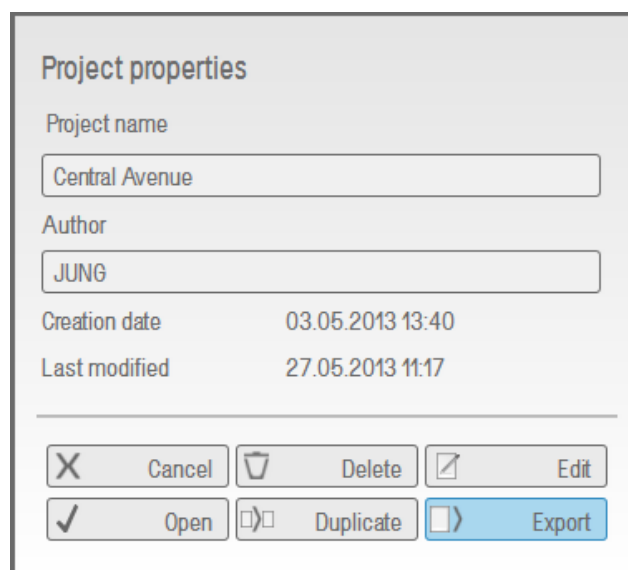 Project properties
Project name
Central Avenue
Author
JUNG
Creation date 03.05.2013 13:40
Last modified 27.05.2013 11:17
Cancel Delete Edit
Open Duplicate Export